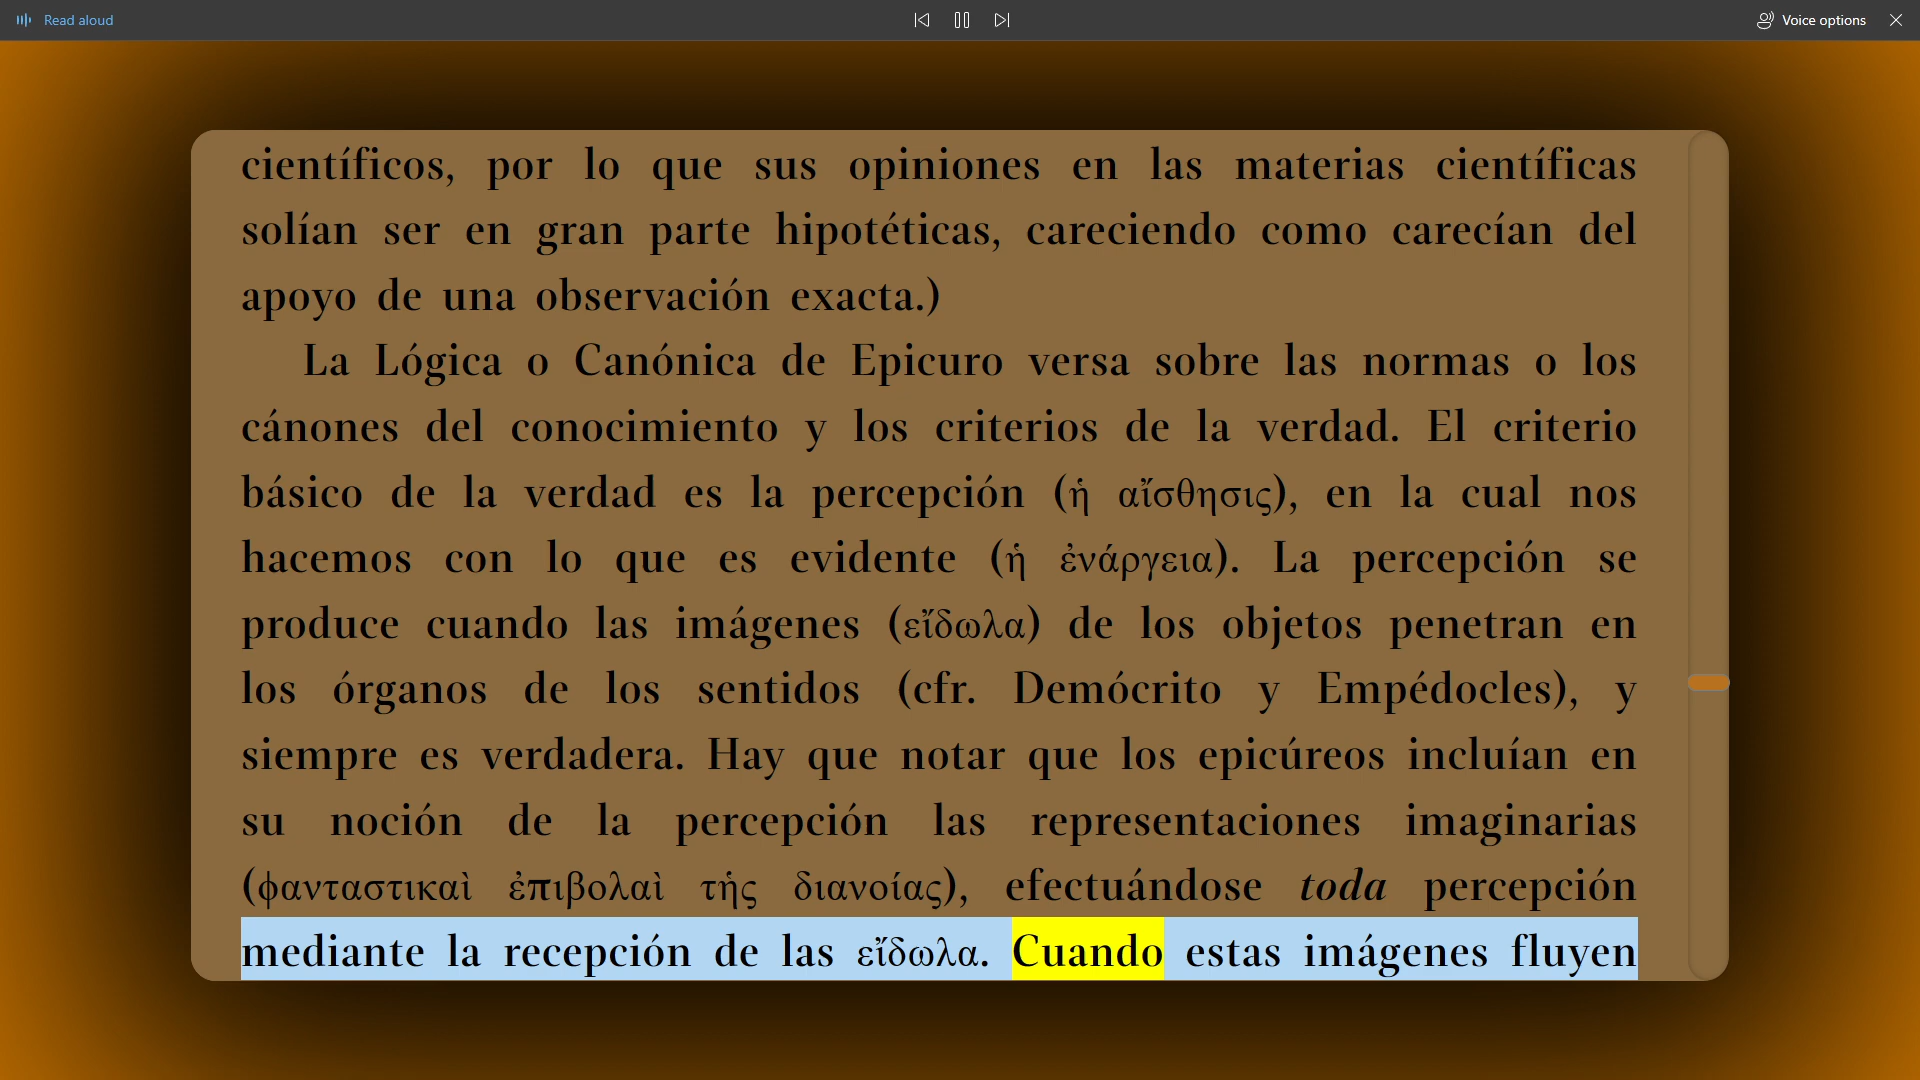 Read aloud
Voice options
científicos, por lo que sus opiniones en las materias científicas
solían ser en gran parte hipotéticas, careciendo como carecían del
apoyo de una observación exacta.)
La Lógica o Canónica de Epicuro versa sobre las normas o los
cánones del conocimiento y los criterios de la verdad. El criterio
básico de la verdad es la percepción (ἡ αἴσθησις), en la cual nos
hacemos con lo que es evidente (ἡ ἐνάργεια). La percepción se
produce cuando las imágenes (εἴδωλα) de los objetos penetran en
los órganos de los sentidos (cfr. Demócrito y Empédocles), y
siempre es verdadera. Hay que notar que los epicúreos incluían en
su noción de la percepción las representaciones imaginarias
(φανταστικαὶ ἐπιβολαὶ τἡς διανοίας), efectuándose toda percepción
mediante la recepción de las εἴδωλα. Cuando estas imágenes fluyen